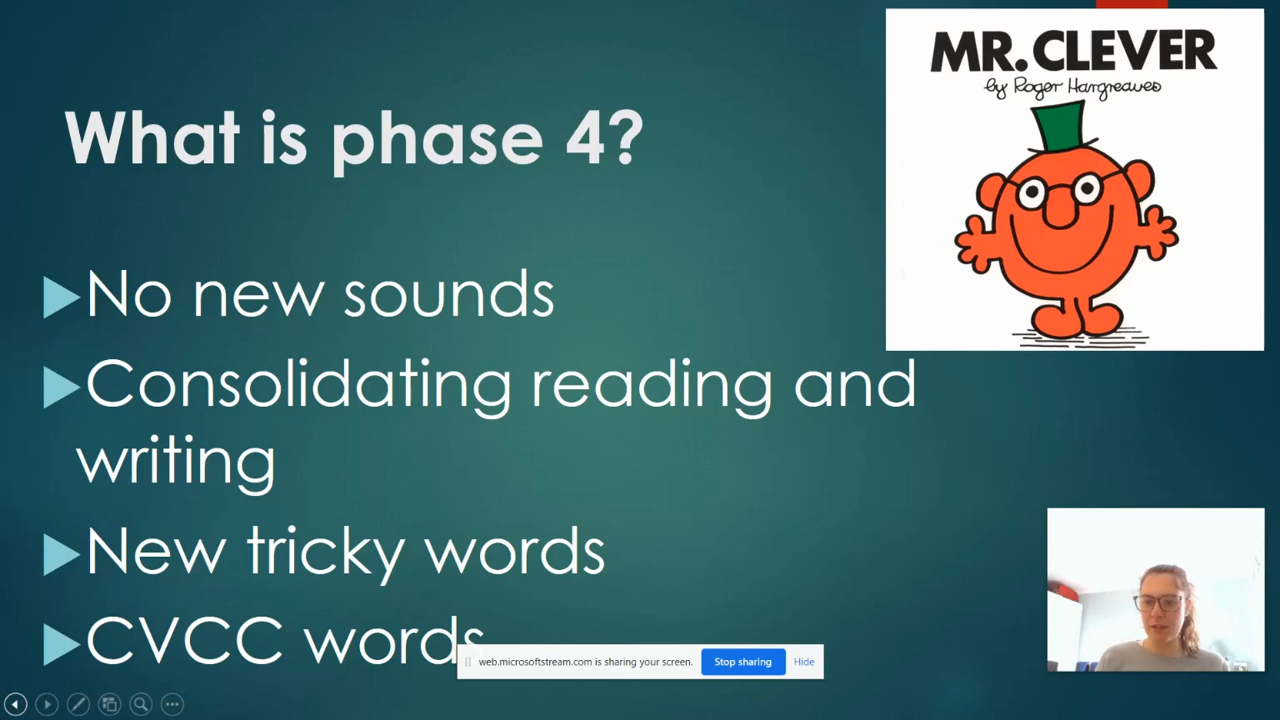 MR. CLEVER
by Roger Hargreaves
What is phase 4?
No new sounds
Consolidating reading and
writing
New tricky words
CVCC words
web.microsoftstream.com is sharing your screen. Stop sharing Hide